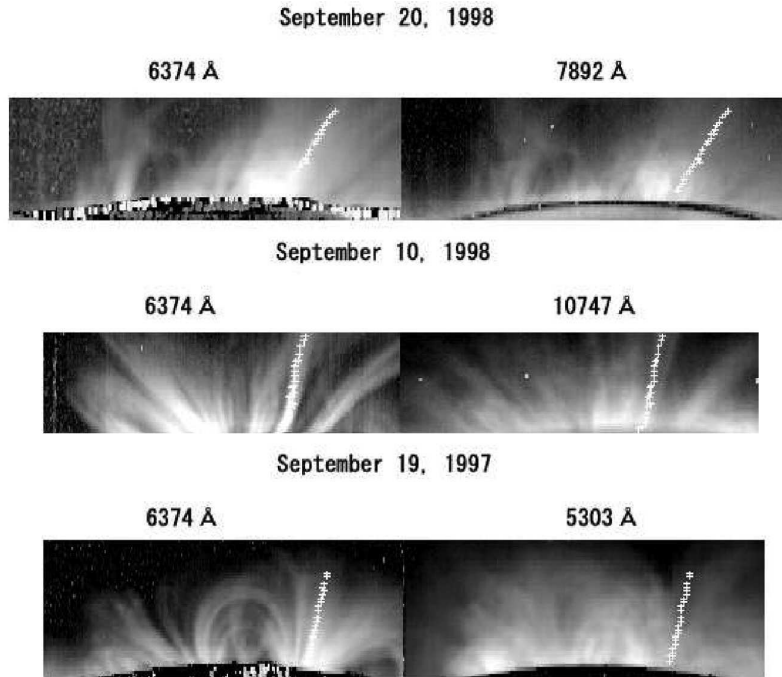 September 20, 1998
6374 Å 7892 Å
September 10, 1998
6374 Å 10747 Å
September 19, 1997
6374 Å 5303 Å